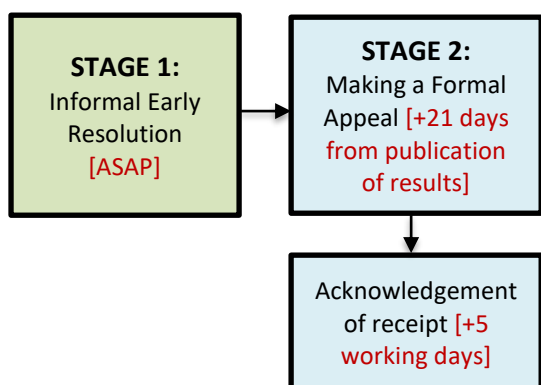 STAGE 1:
Informal Early
Resolution
[ASAP]
STAGE 2:
Making a Formal
Appeal [+21 days
from publication
of results]
Acknowledgement
of receipt [+5
working days]